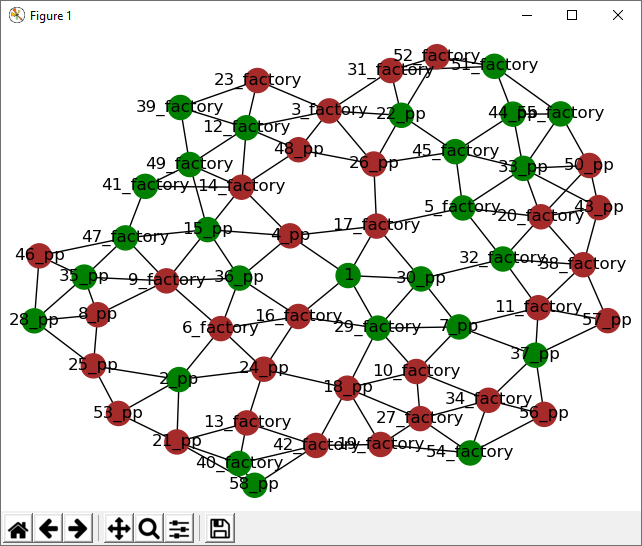 Figure 1
52_factory
51_factory
31_factory
23_factory
39_factory
3_factory
22_pp
44_pp
55_factory
12_factory
48_pp
45_factory
49_factory
26_pp
33_pp
50_pp
41_factory
14_factory
5_factory
43_pp
20_factory
47_factory
15_pp
4_pp
17_factory
46_pp
32_factory
38_factory
35_pp
9_factory
36_pp
1
30_pp
28_pp
8_pp
6_factory
16_factory
29_factory
7_pp
11_factory
57_pp
25_pp
2_pp
24_pp
18_pp
10_factory
37_pp
53_pp
13_factory
27_factory
34_factory
56_pp
21_pp
42_factory
19_factory
54_factory
40_factory
58_pp